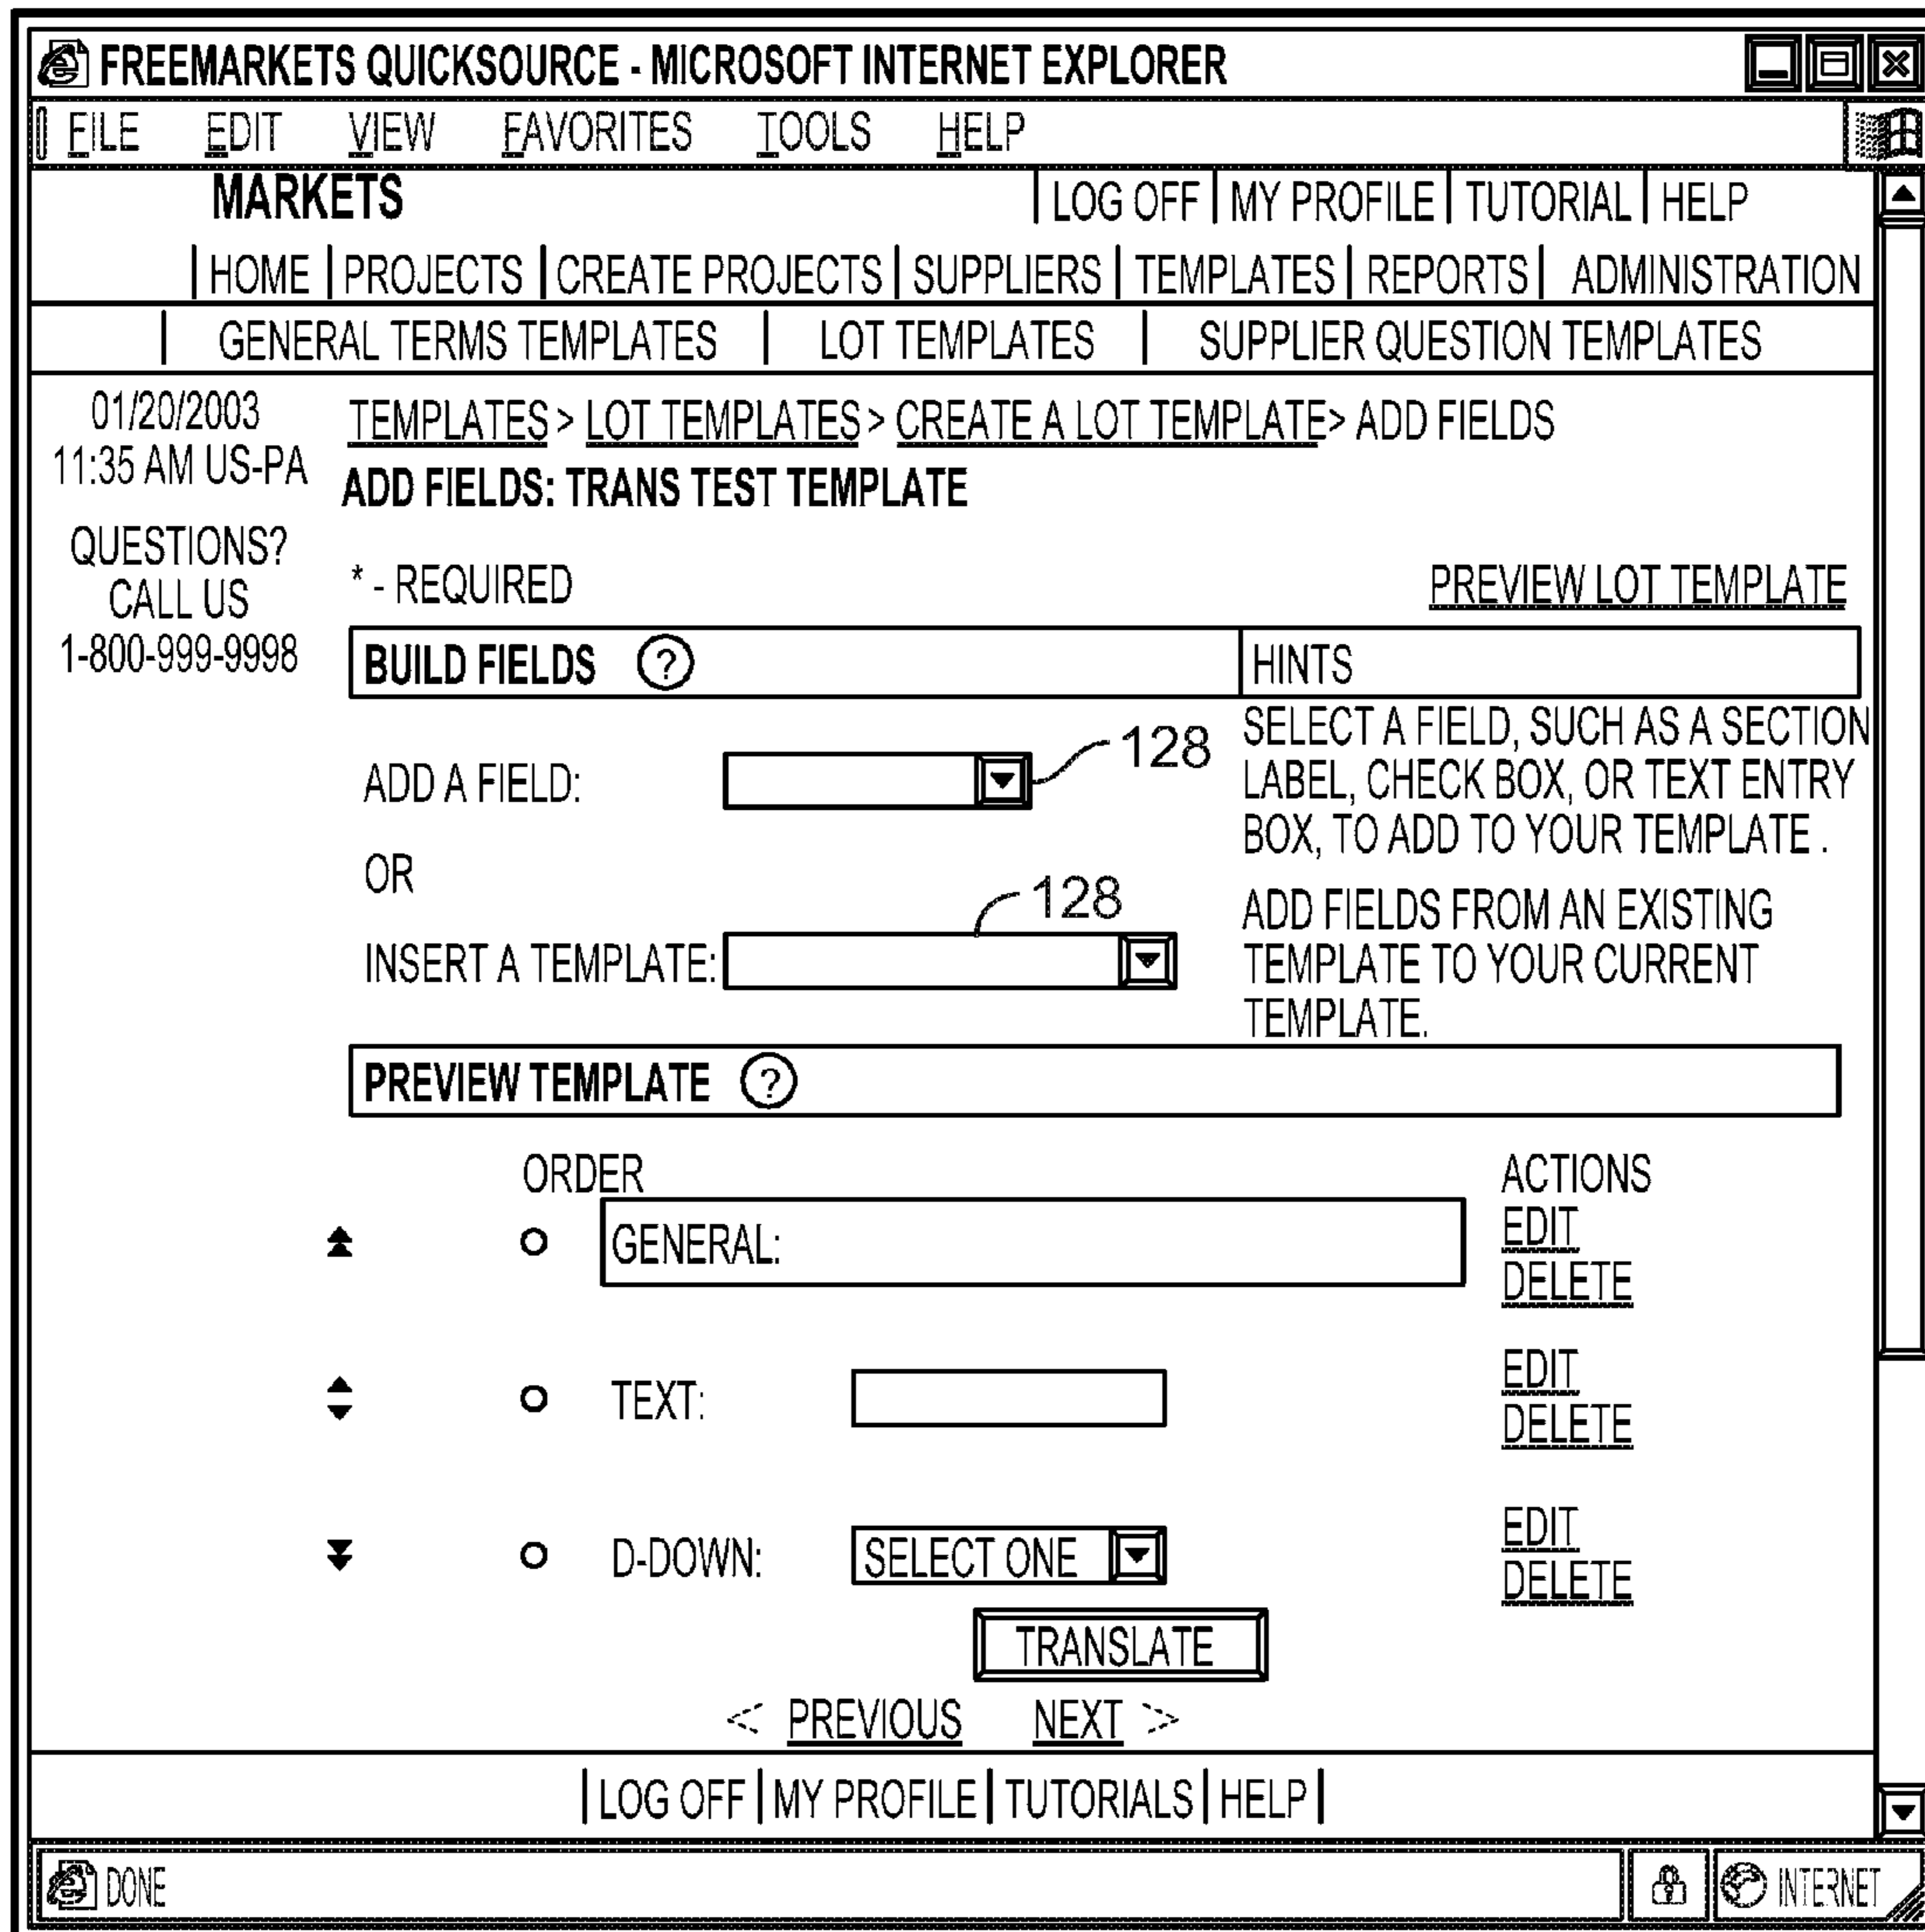 FREEMARKETS QUICKSOURCE - MICROSOFT INTERNET EXPLORER
FILE EDIT VIEW FAVORITES TOOLS HELP
MARKETS | LOG OFF | MY PROFILE | TUTORIAL | HELP
| HOME | PROJECTS | CREATE PROJECTS | SUPPLIERS | TEMPLATES | REPORTS | ADMINISTRATION
| GENERAL TERMS TEMPLATES | LOT TEMPLATES | SUPPLIER QUESTION TEMPLATES
01/20/2003
11:35 AM US-PA
QUESTIONS?
CALL US
1-800-999-9998
TEMPLATES > LOT TEMPLATES > CREATE A LOT TEMPLATE> ADD FIELDS
ADD FIELDS: TRANS TEST TEMPLATE
* - REQUIRED PREVIEW LOT TEMPLATE
BUILD FIELDS ? HINTS
ADD A FIELD: 128
SELECT A FIELD, SUCH AS A SECTION
LABEL, CHECK BOX, OR TEXT ENTRY
BOX, TO ADD TO YOUR TEMPLATE .
OR
INSERT A TEMPLATE: 128
ADD FIELDS FROM AN EXISTING
TEMPLATE TO YOUR CURRENT
TEMPLATE.
PREVIEW TEMPLATE ?
ORDER ACTIONS
GENERAL: EDIT
DELETE
TEXT: EDIT
DELETE
D-DOWN: SELECT ONE EDIT
DELETE
TRANSLATE
< PREVIOUS NEXT >
| LOG OFF | MY PROFILE | TUTORIALS | HELP |
DONE INTERNET